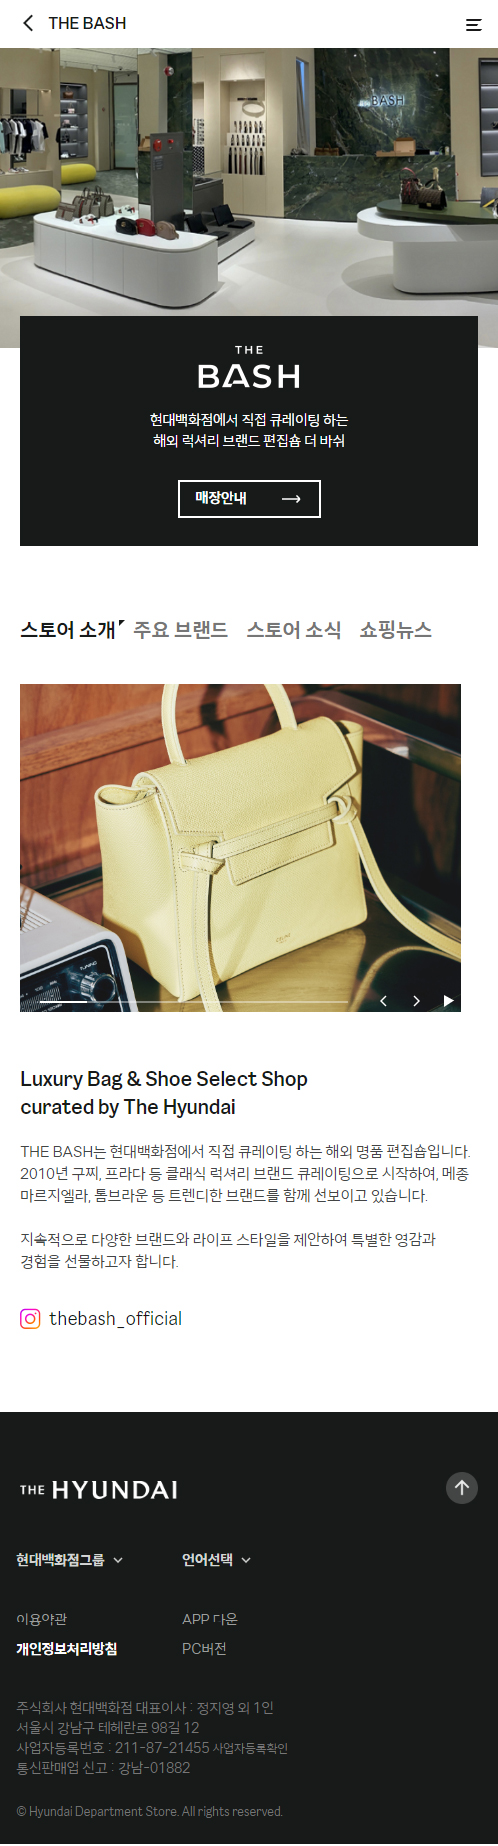 THE BASH
BASH
THE
BASH
현대백화점에서 직접 큐레이팅 하는
해외 럭셔리 브랜드 편집숍 더 바쉬
매장안내
스토어 소개 주요 브랜드 스토어 소식 쇼핑뉴스
TUNING
CELINE
Luxury Bag & Shoe Select Shop
curated by The Hyundai
THE BASH는 현대백화점에서 직접 큐레이팅 하는 해외 명품 편집숍입니다.
2010년 구찌, 프라다 등 클래식 럭셔리 브랜드 큐레이팅으로 시작하여, 메종
마르지엘라, 톰브라운 등 트렌디한 브랜드를 함께 선보이고 있습니다.
지속적으로 다양한 브랜드와 라이프 스타일을 제안하여 특별한 영감과
경험을 선물하고자 합니다.
thebash_official
THE HYUNDAI
현대백화점그룹 언어선택
이용약관 APP 다운
개인정보처리방침 PC버전
주식회사 현대백화점 대표이사 : 정지영 외 1인
서울시 강남구 테헤란로 98길 12
사업자등록번호 : 211-87-21455 사업자등록확인
통신판매업 신고 : 강남-01882
© Hyundai Department Store. All rights reserved.